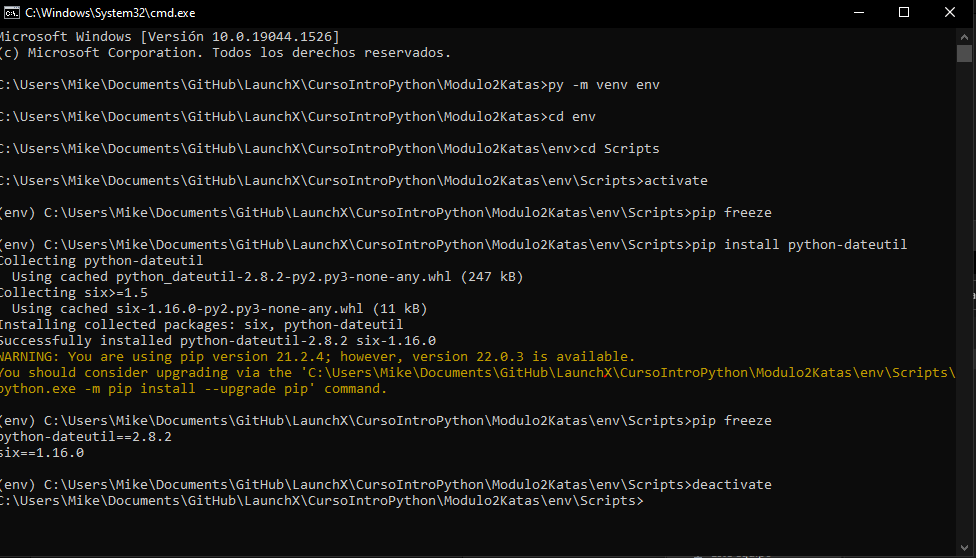 C:\Windows\System32\cmd.exe
Microsoft Windows [Versión 10.0.19044.1526]
(c) Microsoft Corporation. Todos los derechos reservados.
C:\Users\Mike\Documents\GitHub\LaunchX\CursoIntroPython\Modulo2Katas>py -m venv env
C:\Users\Mike\Documents\GitHub\LaunchX\CursoIntroPython\Modulo2Katas>cd env
C:\Users\Mike\Documents\GitHub\LaunchX\CursoIntroPython\Modulo2Katas\env>cd Scripts
C:\Users\Mike\Documents\GitHub\LaunchX\CursoIntroPython\Modulo2Katas\env\Scripts>activate
(env) C:\Users\Mike\Documents\GitHub\LaunchX\CursoIntroPython\Modulo2Katas\env\Scripts>pip freeze
(env) C:\Users\Mike\Documents\GitHub\LaunchX\CursoIntroPython\Modulo2Katas\env\Scripts>pip install python-dateutil
Collecting python-dateutil
  Using cached python_dateutil-2.8.2-py2.py3-none-any.whl (247 kB)
Collecting six>=1.5
  Using cached six-1.16.0-py2.py3-none-any.whl (11 kB)
Installing collected packages: six, python-dateutil
Successfully installed python-dateutil-2.8.2 six-1.16.0
WARNING: You are using pip version 21.2.4; however, version 22.0.3 is available.
You should consider upgrading via the 'C:\Users\Mike\Documents\GitHub\LaunchX\CursoIntroPython\Modulo2Katas\env\Scripts\
python.exe -m pip install --upgrade pip' command.
(env) C:\Users\Mike\Documents\GitHub\LaunchX\CursoIntroPython\Modulo2Katas\env\Scripts>pip freeze
python-dateutil==2.8.2
six==1.16.0
(env) C:\Users\Mike\Documents\GitHub\LaunchX\CursoIntroPython\Modulo2Katas\env\Scripts>deactivate
C:\Users\Mike\Documents\GitHub\LaunchX\CursoIntroPython\Modulo2Katas\env\Scripts>